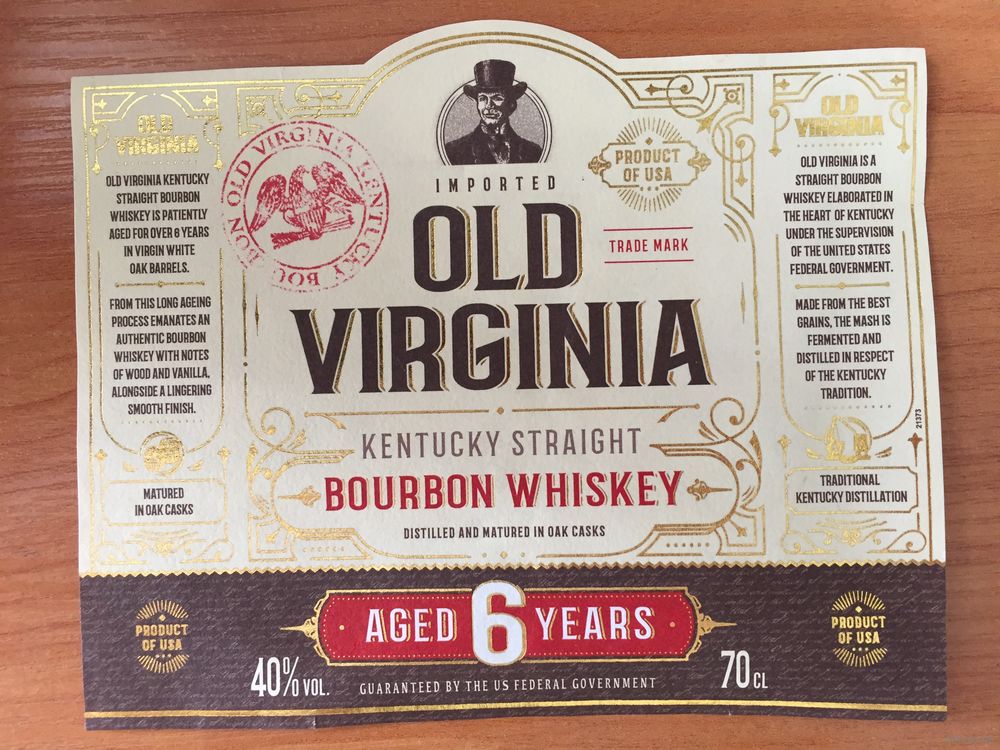 OLD
VIRGINIA
OLD VIRGINIA KENTUCKY
STRAIGHT BOURBON
WHISKEY IS PATIENTLY
AGED FOR OVER 6 YEARS
IN VIRGIN WHITE
OAK BARRELS.
FROM THIS LONG AGEING
PROCESS EMANATES AN
AUTHENTIC BOURBON
WHISKEY WITH NOTES
OF WOOD AND VANILLA,
ALONGSIDE A LINGERING
SMOOTH FINISH.
MATURED
IN OAK CASKS
OLD VIRGINIA KENTUCKY BOURBON
IMPORTED
OLD
VIRGINIA
PRODUCT
OF USA
TRADE MARK
KENTUCKY STRAIGHT
BOURBON WHISKEY
DISTILLED AND MATURED IN OAK CASKS
OLD
VIRGINIA
OLD VIRGINIA IS A
STRAIGHT BOURBON
WHISKEY ELABORATED IN
THE HEART OF KENTUCKY
UNDER THE SUPERVISION
OF THE UNITED STATES
FEDERAL GOVERNMENT.
MADE FROM THE BEST
GRAINS, THE MASH IS
FERMENTED AND
DISTILLED IN RESPECT
OF THE KENTUCKY
TRADITION.
21373
TRADITIONAL
KENTUCKY DISTILLATION
PRODUCT
OF USA
AGED 6 YEARS
PRODUCT
OF USA
40% VOL.
GUARANTEED BY THE US FEDERAL GOVERNMENT
70 CL